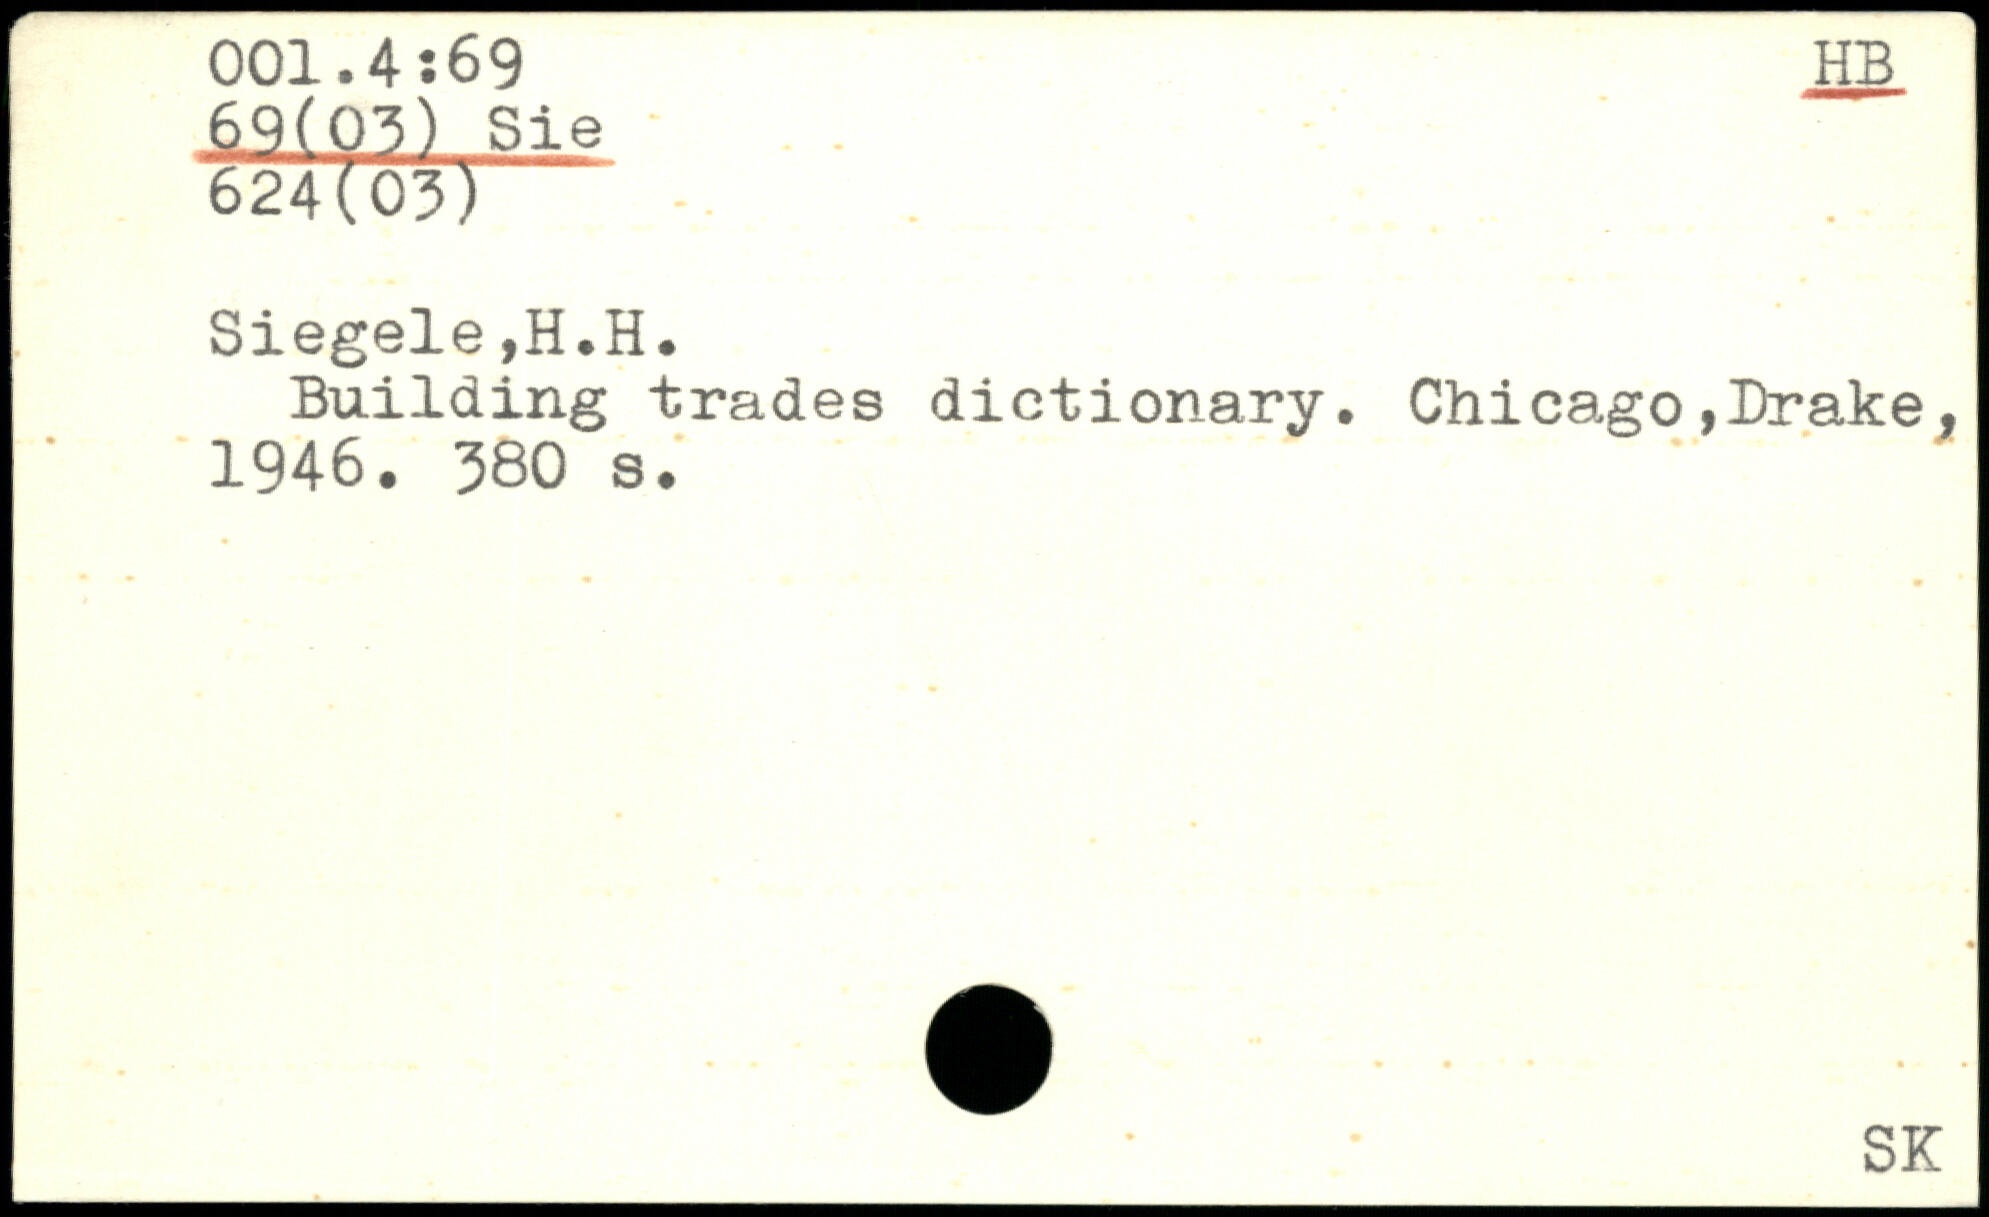 001.4:69 HB
69(03) Sie
624(03)
Siegele,H.H.
Building trades dictionary. Chicago,Drake,
1946. 380 s.
SK